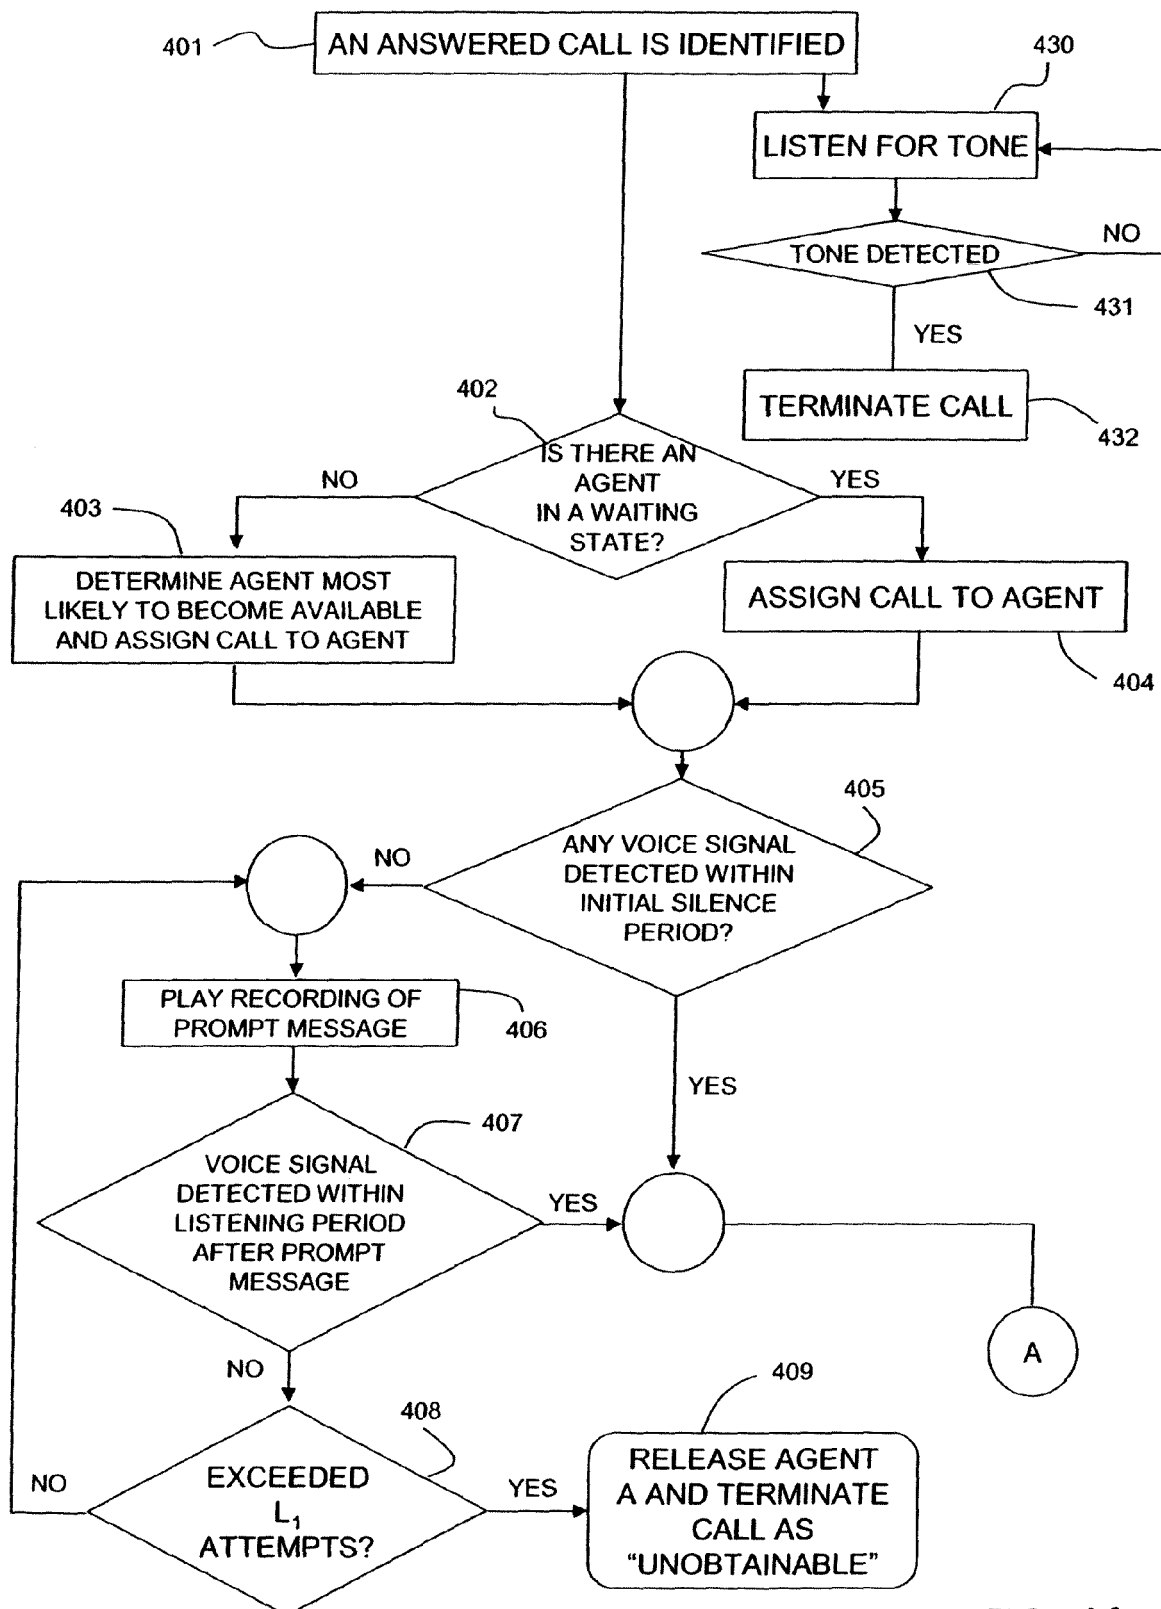 401
AN ANSWERED CALL IS IDENTIFIED
430
LISTEN FOR TONE
TONE DETECTED
NO
431
YES
TERMINATE CALL
432
402
IS THERE AN
AGENT
IN A WAITING
STATE?
NO
YES
403
DETERMINE AGENT MOST
LIKELY TO BECOME AVAILABLE
AND ASSIGN CALL TO AGENT
ASSIGN CALL TO AGENT
404
405
ANY VOICE SIGNAL
DETECTED WITHIN
INITIAL SILENCE
PERIOD?
NO
YES
PLAY RECORDING OF
PROMPT MESSAGE
406
407
VOICE SIGNAL
DETECTED WITHIN
LISTENING PERIOD
AFTER PROMPT
MESSAGE
YES
A
NO
408
EXCEEDED
L1
ATTEMPTS?
NO
YES
409
RELEASE AGENT
A AND TERMINATE
CALL AS
“UNOBTAINABLE”